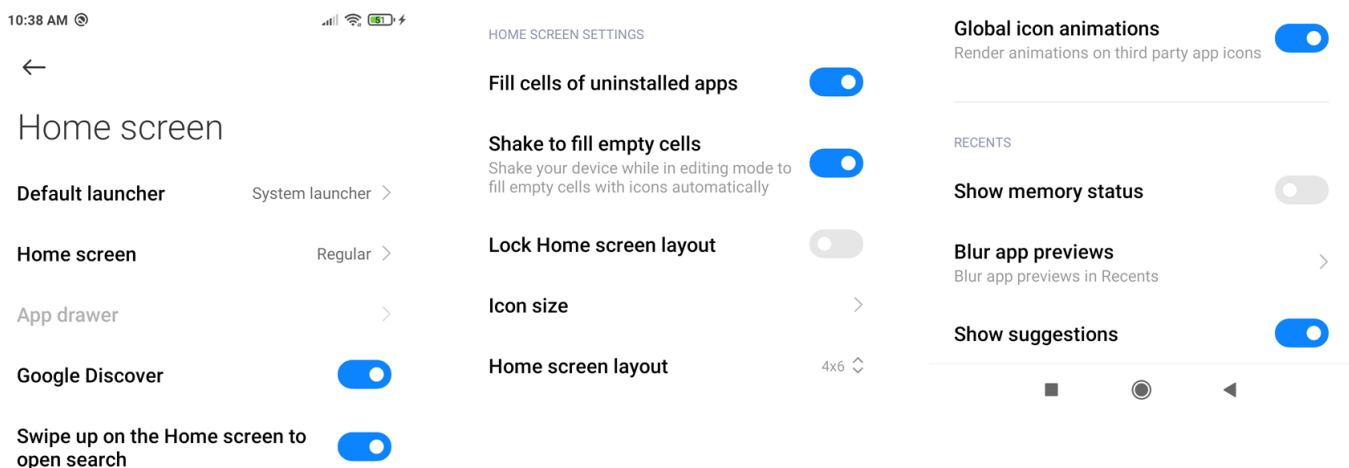 10:38 AM
51
Home screen
Default launcher
System launcher
Home screen
Regular
App drawer
Google Discover
Swipe up on the Home screen to
open search
HOME SCREEN SETTINGS
Fill cells of uninstalled apps
Shake to fill empty cells
Shake your device while in editing mode to
fill empty cells with icons automatically
Lock Home screen layout
Icon size
Home screen layout
4x6
Global icon animations
Render animations on third party app icons
RECENTS
Show memory status
Blur app previews
Blur app previews in Recents
Show suggestions